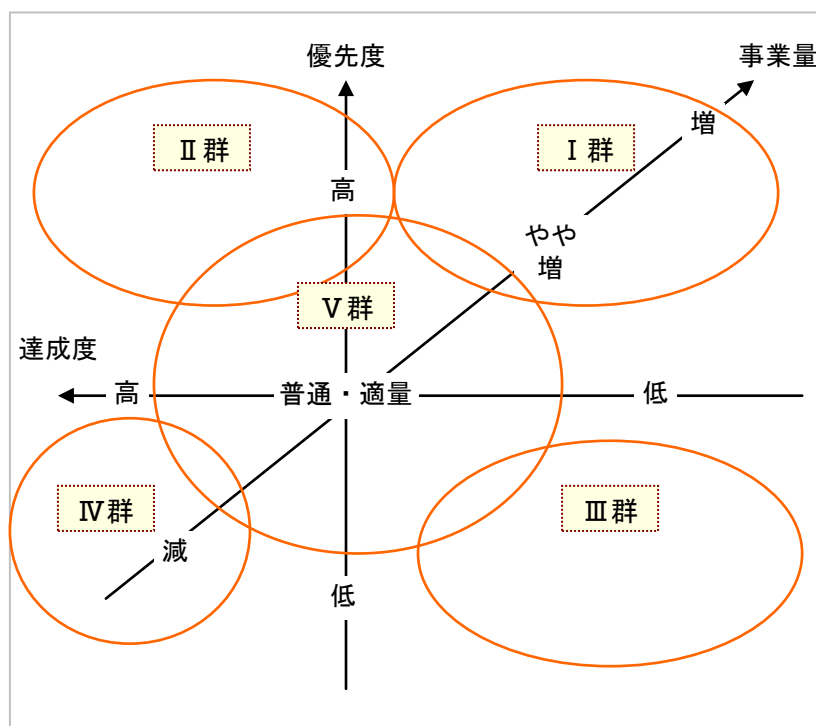 優先度
事業量
増
Ⅱ群
Ⅰ群
高
やや
増
Ⅴ群
達成度
高
普通・適量
低
Ⅳ群
Ⅲ群
減
低